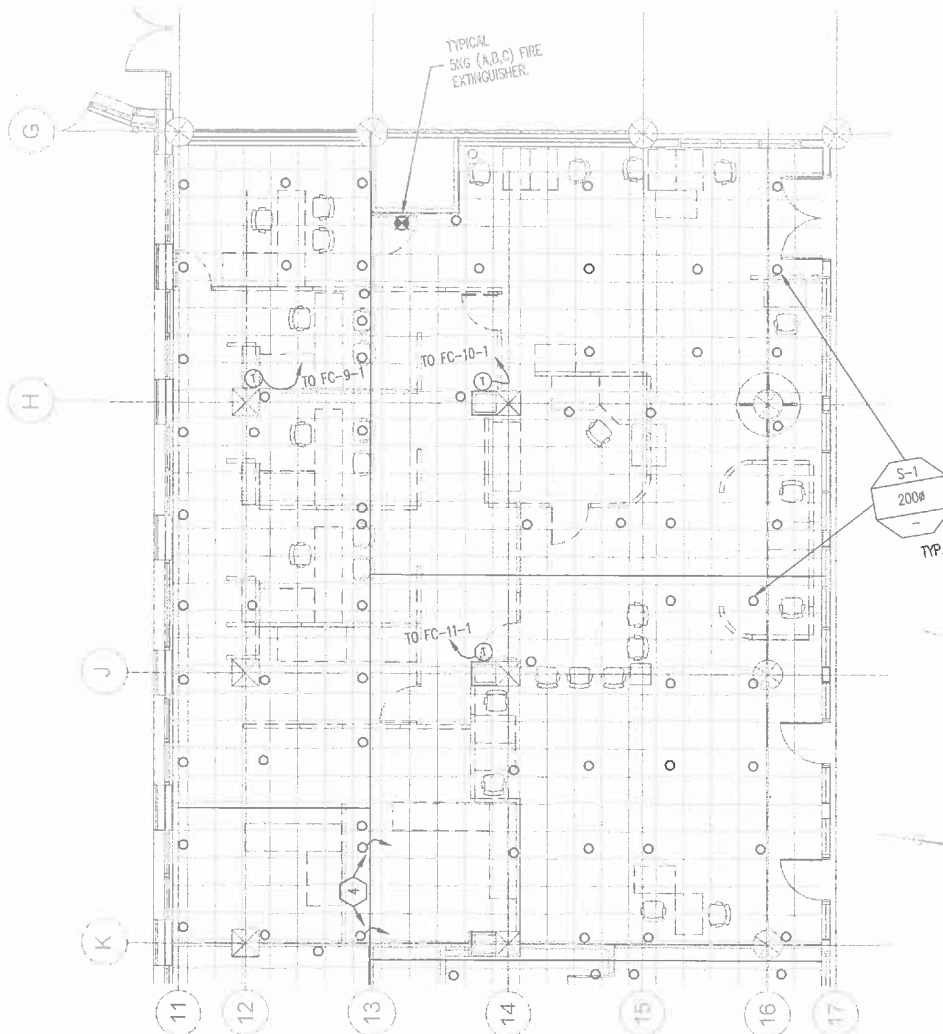 TYPICAL
5KG (A,B,C) FIRE
EXTINGUISHER.
G
TO FC-10-1
T
T
TO FC-9-1
H
S-1
200ø
-
TYP.
TO FC-11-1
T
J
4
K
11
12
13
14
15
16
17